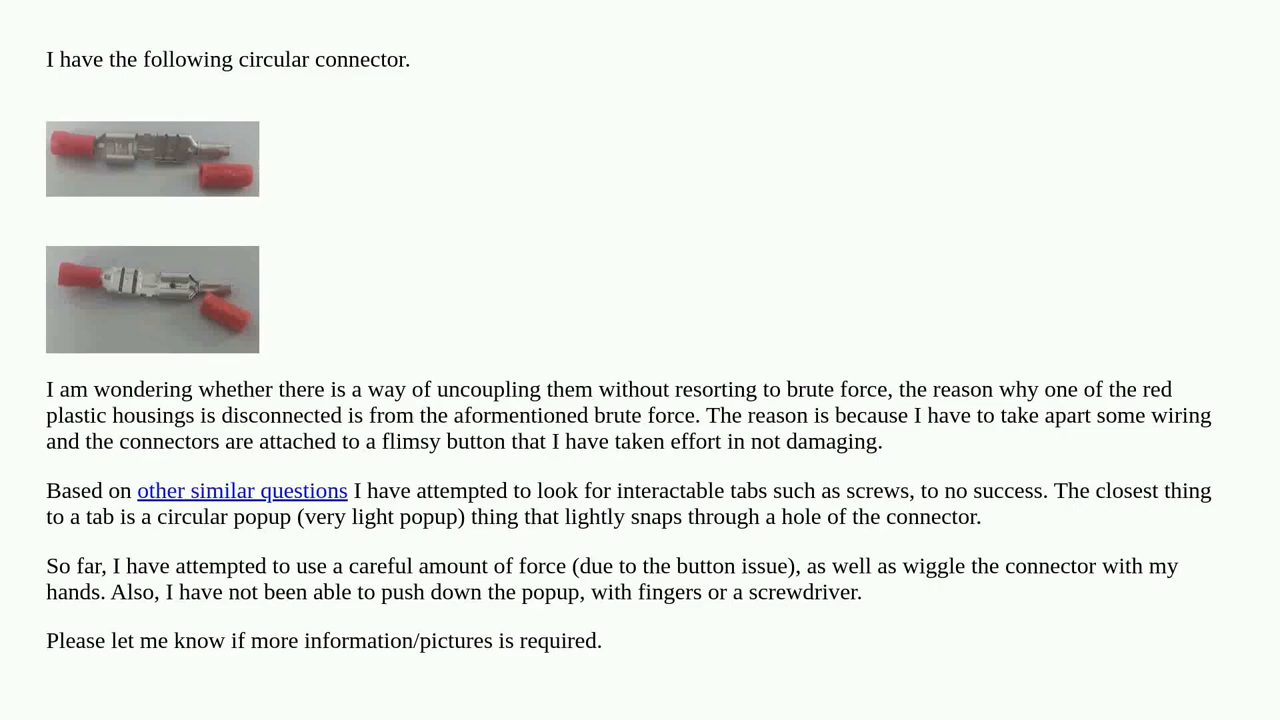 I have the following circular connector.
I am wondering whether there is a way of uncoupling them without resorting to brute force, the reason why one of the red
plastic housings is disconnected is from the aformentioned brute force. The reason is because I have to take apart some wiring
and the connectors are attached to a flimsy button that I have taken effort in not damaging.
Based on other similar questions I have attempted to look for interactable tabs such as screws, to no success. The closest thing
to a tab is a circular popup (very light popup) thing that lightly snaps through a hole of the connector.
So far, I have attempted to use a careful amount of force (due to the button issue), as well as wiggle the connector with my
hands. Also, I have not been able to push down the popup, with fingers or a screwdriver.
Please let me know if more information/pictures is required.